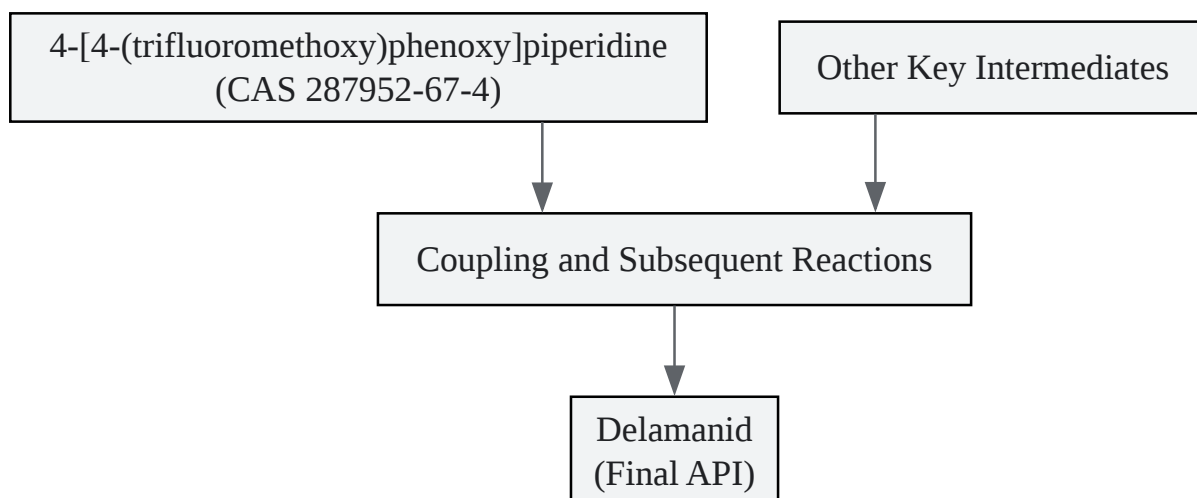 4-[4-(trifluoromethoxy)phenoxy]piperidine
(CAS 287952-67-4)
Other Key Intermediates
Coupling and Subsequent Reactions
Delamanid
(Final API)